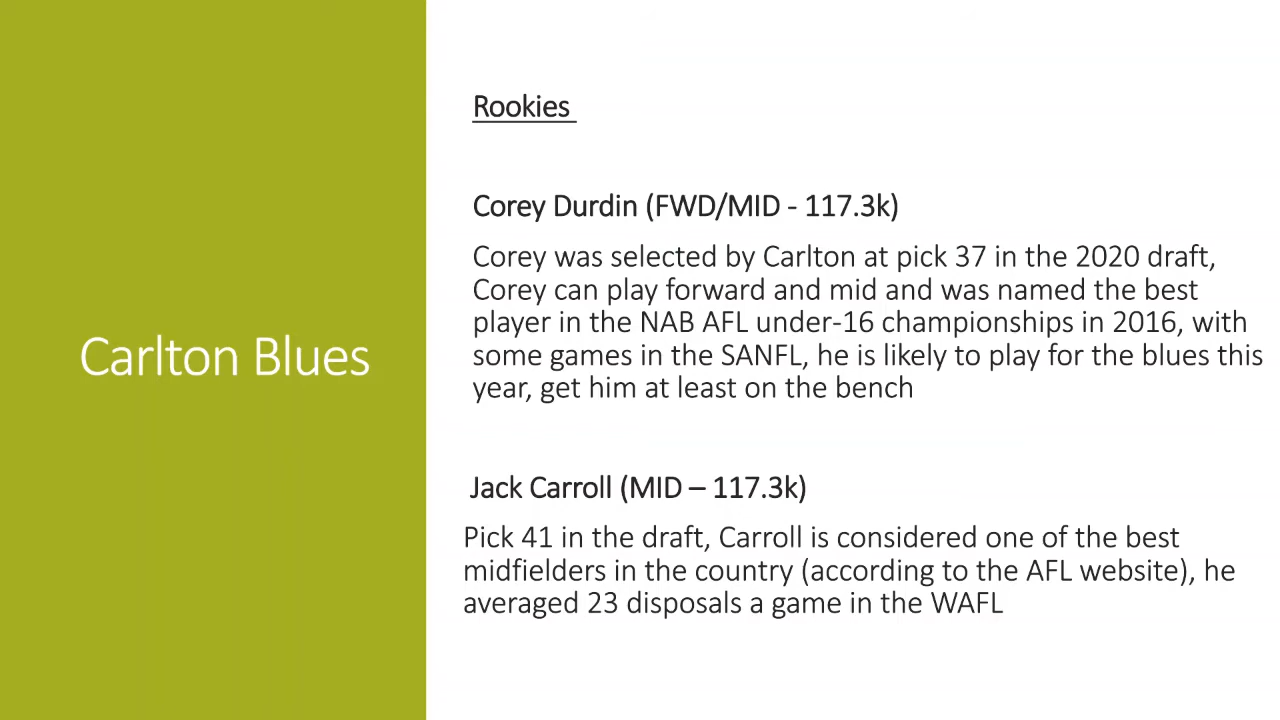 Carlton Blues
Rookies
Corey Durdin (FWD/MID - 117.3k)
Corey was selected by Carlton at pick 37 in the 2020 draft,
Corey can play forward and mid and was named the best
player in the NAB AFL under-16 championships in 2016, with
some games in the SANFL, he is likely to play for the blues this
year, get him at least on the bench
Jack Carroll (MID – 117.3k)
Pick 41 in the draft, Carroll is considered one of the best
midfielders in the country (according to the AFL website), he
averaged 23 disposals a game in the WAFL